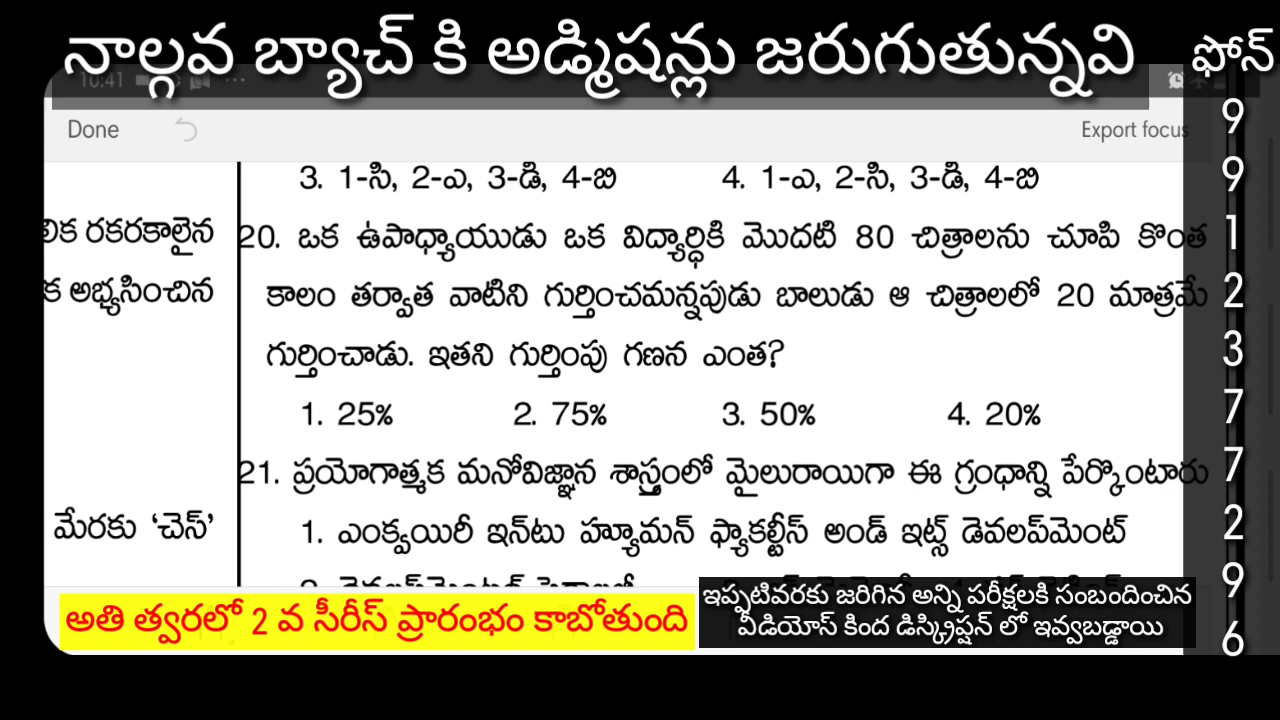 నాల్గవ బ్యాచ్ కి అడ్మిషన్లు జరుగుతున్నవి
ఫోన్
9
9
1
2
3
7
7
2
9
6
10:41
Done
Export focus
రకరకాలైన
అభ్యసించిన
మేరకు ‘చెస్’
3. 1-సి, 2-ఎ, 3-డి, 4-బి 4. 1-ఎ, 2-సి, 3-డి, 4-బి
20. ఒక ఉపాధ్యాయుడు ఒక విద్యార్థికి మొదటి 80 చిత్రాలను చూపి కొంత
కాలం తర్వాత వాటిని గుర్తించమన్నపుడు బాలుడు ఆ చిత్రాలలో 20 మాత్రమే
గుర్తించాడు. ఇతని గుర్తింపు గణన ఎంత?
1. 25% 2. 75% 3. 50% 4. 20%
21. ప్రయోగాత్మక మనోవిజ్ఞాన శాస్త్రంలో మైలురాయిగా ఈ గ్రంధాన్ని పేర్కొంటారు
1. ఎంక్వయిరీ ఇన్‌టు హ్యూమన్ ఫ్యాకల్టీస్ అండ్ ఇట్స్ డెవలప్‌మెంట్
అతి త్వరలో 2 వ సీరీస్ ప్రారంభం కాబోతుంది
ఇప్పటివరకు జరిగిన అన్ని పరీక్షలకి సంబందించిన
వీడియోస్ కింద డిస్క్రిప్షన్ లో ఇవ్వబడ్డాయి